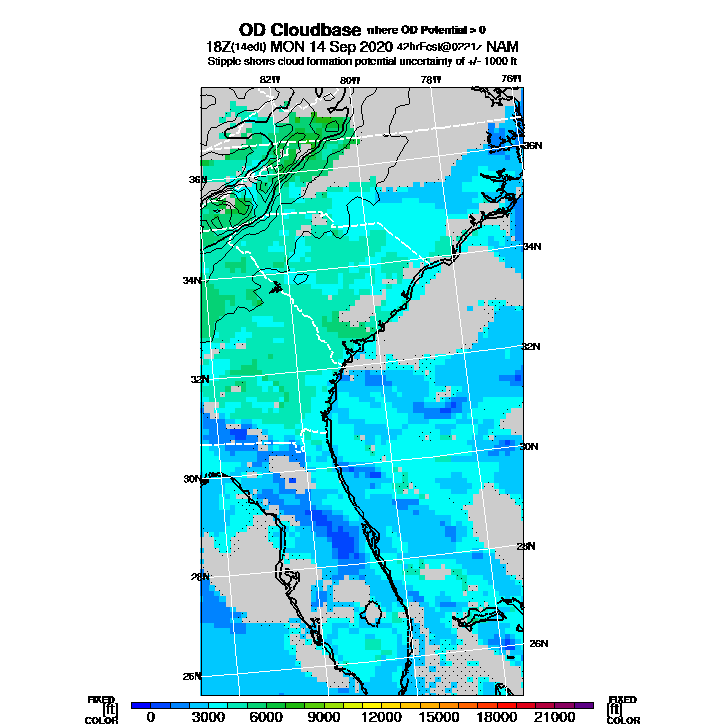 OD Cloudbase where OD Potential > 0
18Z(14edt) MON 14 Sep 2020 42hrFcst@0221z NAM
Stipple shows cloud formation potential uncertainty of +/- 1000 ft
82W 80W 78W 76W
36N 36N
34N 34N
32N 32N
30N 30N
28N 28N
26N 26N
FIXED FIXED
[ft] [ft]
COLOR COLOR
0 3000 6000 9000 12000 15000 18000 21000